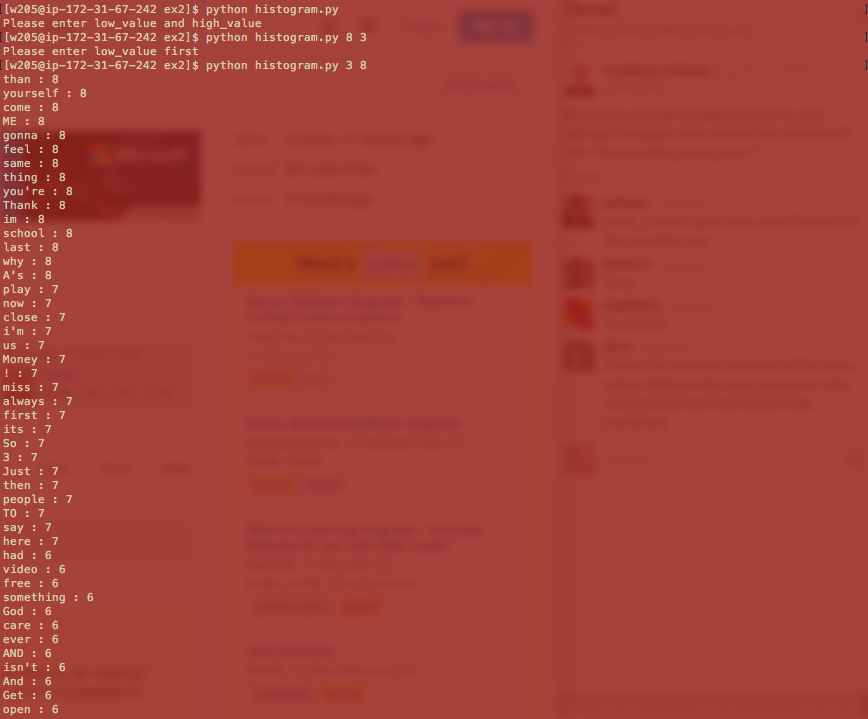 [w205@ip-172-31-67-242 ex2]$ python histogram.py
Please enter low_value and high_value
[w205@ip-172-31-67-242 ex2]$ python histogram.py 8 3
Please enter low_value first
[w205@ip-172-31-67-242 ex2]$ python histogram.py 3 8
than : 8
yourself : 8
come : 8
ME : 8
gonna : 8
feel : 8
same : 8
thing : 8
you're : 8
Thank : 8
im : 8
school : 8
last : 8
why : 8
A's : 8
play : 7
now : 7
close : 7
i'm : 7
us : 7
Money : 7
! : 7
miss : 7
always : 7
first : 7
its : 7
So : 7
3 : 7
Just : 7
then : 7
people : 7
TO : 7
say : 7
here : 7
had : 6
video : 6
free : 6
something : 6
God : 6
care : 6
ever : 6
AND : 6
isn't : 6
And : 6
Get : 6
open : 6